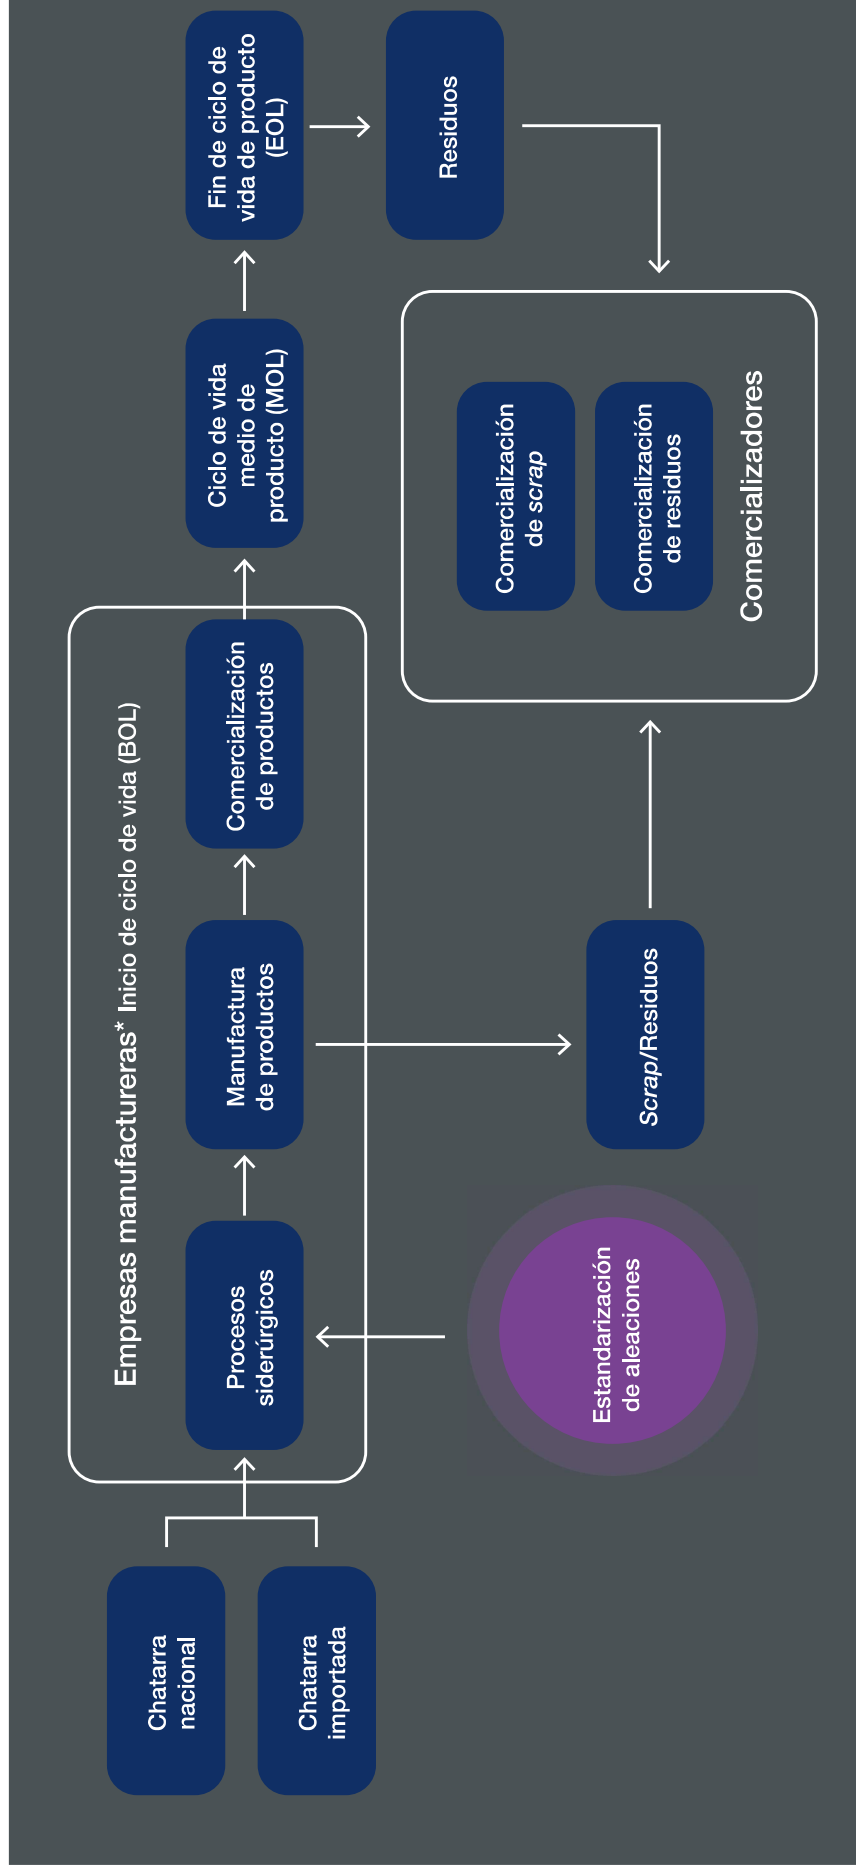 Empresas manufactureras* Inicio de ciclo de vida (BOL)
Chatarra
nacional
Chatarra
importada
Procesos
siderúrgicos
Manufactura
de productos
Comercialización
de productos
Ciclo de vida
medio de
producto (MOL)
Fin de ciclo de
vida de producto
(EOL)
Residuos
Estandarización
de aleaciones
Scrap/Residuos
Comercialización
de scrap
Comercialización
de residuos
Comercializadores